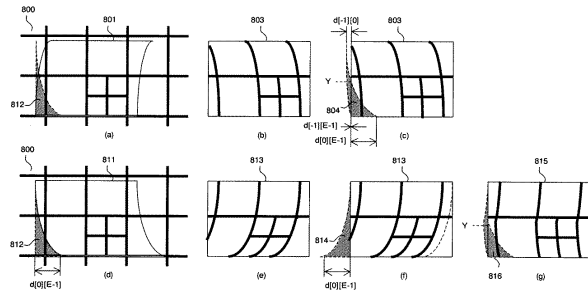 d[-1][0]
800
801
803
803
Y
812
804
(a)
(b)
(c)
d[-1][E-1]
d[0][E-1]
800
811
813
813
815
812
814
Y
816
(d)
(e)
(f)
(g)
d[0][E-1]
d[0][E-1]